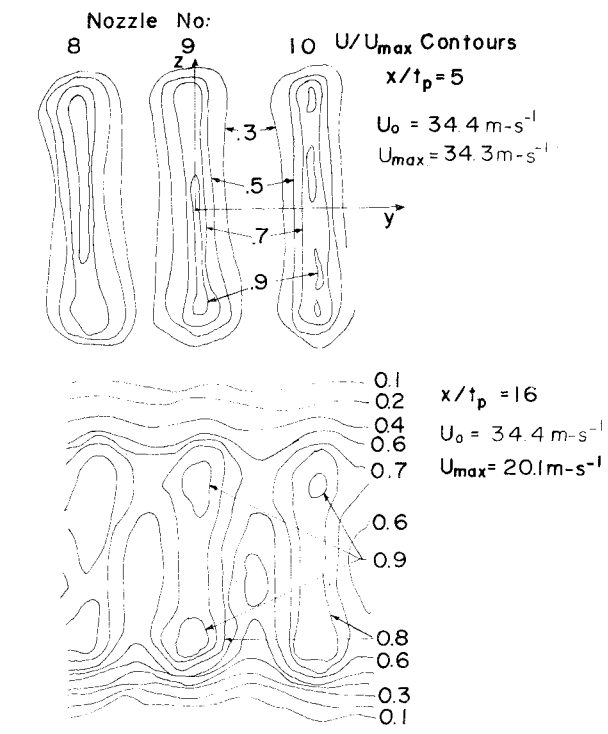 Nozzle No:
8 9 10 U/Umax Contours
z
x/tp = 5
.3
Uo = 34.4 m-s-1
Umax = 34.3 m-s-1
.5
y
.7
.9
0.1
0.2
x/tp = 16
0.4
0.6
Uo = 34.4 m-s-1
0.7
Umax = 20.1 m-s-1
0.6
0.9
0.8
0.6
0.3
0.1